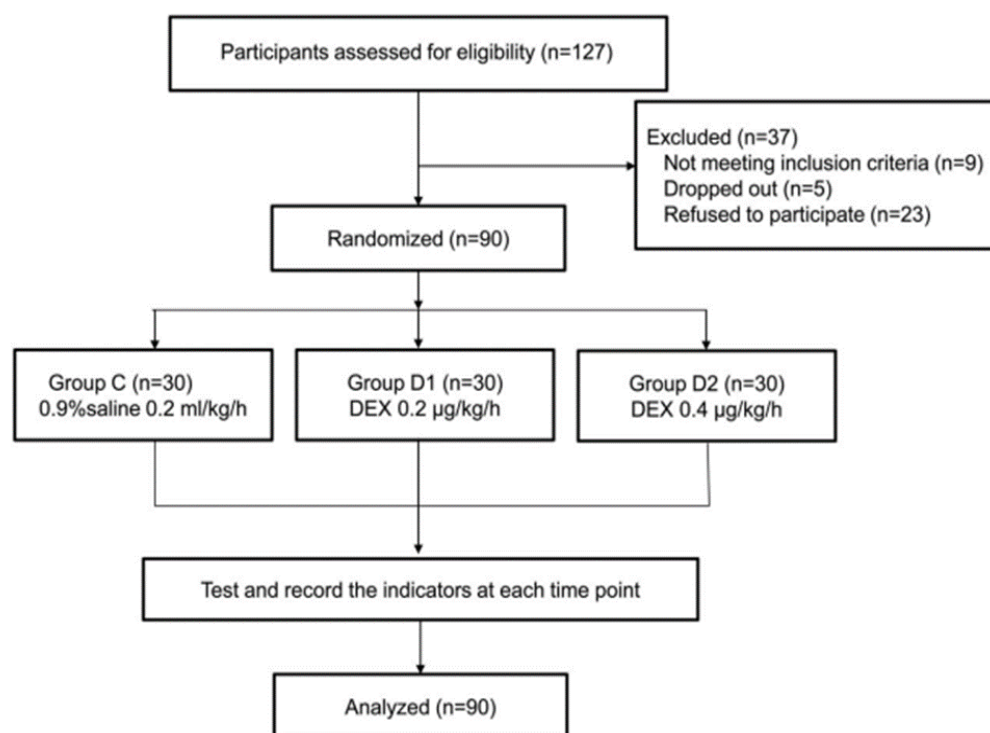 Participants assessed for eligibility (n=127)
Excluded (n=37)
Not meeting inclusion criteria (n=9)
Dropped out (n=5)
Refused to participate (n=23)
Randomized (n=90)
Group C (n=30)
0.9%saline 0.2 ml/kg/h
Group D1 (n=30)
DEX 0.2 μg/kg/h
Group D2 (n=30)
DEX 0.4 μg/kg/h
Test and record the indicators at each time point
Analyzed (n=90)